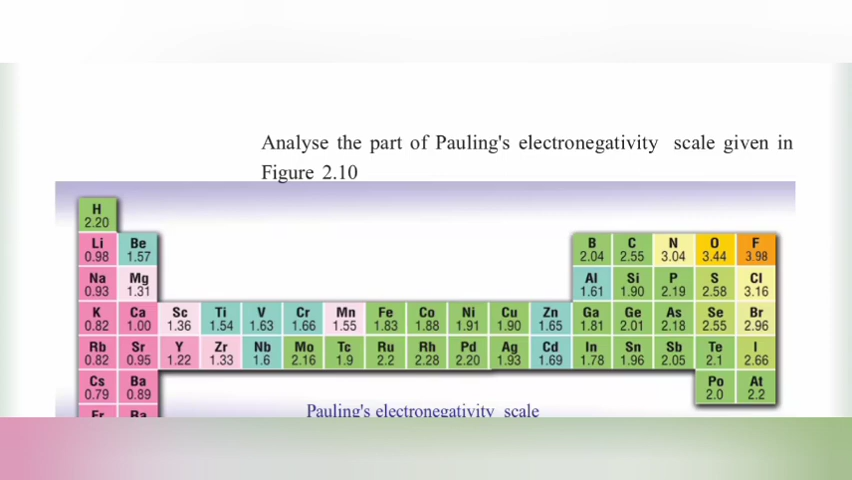 Analyse the part of Pauling's electronegativity scale given in
Figure 2.10
H
2.20
Li Be B C N O F
0.98 1.57 2.04 2.55 3.04 3.44 3.98
Na Mg Al Si P S Cl
0.93 1.31 1.61 1.90 2.19 2.58 3.16
K Ca Sc Ti V Cr Mn Fe Co Ni Cu Zn Ga Ge As Se Br
0.82 1.00 1.36 1.54 1.63 1.66 1.55 1.83 1.88 1.91 1.90 1.65 1.81 2.01 2.18 2.55 2.96
Rb Sr Y Zr Nb Mo Tc Ru Rh Pd Ag Cd In Sn Sb Te I
0.82 0.95 1.22 1.33 1.6 2.16 1.9 2.2 2.28 2.20 1.93 1.69 1.78 1.96 2.05 2.1 2.66
Cs Ba Po At
0.79 0.89 2.0 2.2
Fr Ra
Pauling's electronegativity scale